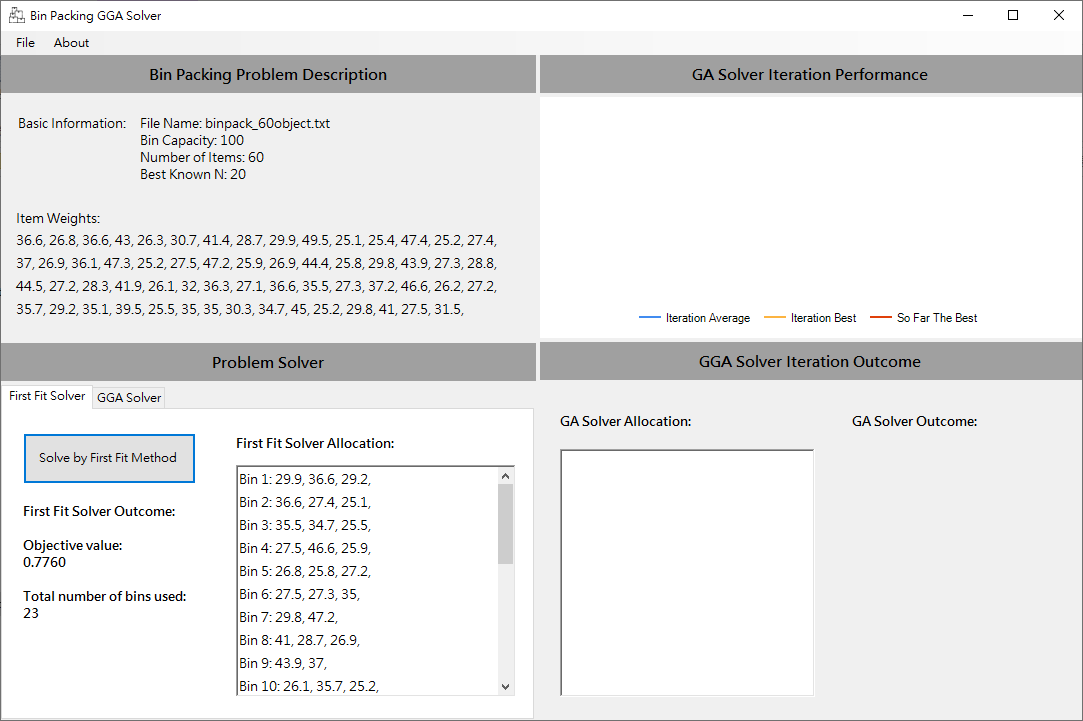 Bin Packing GGA Solver
File About
Bin Packing Problem Description
Basic Information: File Name: binpack_60object.txt
Bin Capacity: 100
Number of Items: 60
Best Known N: 20
Item Weights:
36.6, 26.8, 36.6, 43, 26.3, 30.7, 41.4, 28.7, 29.9, 49.5, 25.1, 25.4, 47.4, 25.2, 27.4,
37, 26.9, 36.1, 47.3, 25.2, 27.5, 47.2, 25.9, 26.9, 44.4, 25.8, 29.8, 43.9, 27.3, 28.8,
44.5, 27.2, 28.3, 41.9, 26.1, 32, 36.3, 27.1, 36.6, 35.5, 27.3, 37.2, 46.6, 26.2, 27.2,
35.7, 29.2, 35.1, 39.5, 25.5, 35, 35, 30.3, 34.7, 45, 25.2, 29.8, 41, 27.5, 31.5,
GA Solver Iteration Performance
Iteration Average Iteration Best So Far The Best
Problem Solver
First Fit Solver GGA Solver
Solve by First Fit Method
First Fit Solver Outcome:
Objective value:
0.7760
Total number of bins used:
23
First Fit Solver Allocation:
Bin 1: 29.9, 36.6, 29.2,
Bin 2: 36.6, 27.4, 25.1,
Bin 3: 35.5, 34.7, 25.5,
Bin 4: 27.5, 46.6, 25.9,
Bin 5: 26.8, 25.8, 27.2,
Bin 6: 27.5, 27.3, 35,
Bin 7: 29.8, 47.2,
Bin 8: 41, 28.7, 26.9,
Bin 9: 43.9, 37,
Bin 10: 26.1, 35.7, 25.2,
GGA Solver Iteration Outcome
GA Solver Allocation:
GA Solver Outcome: